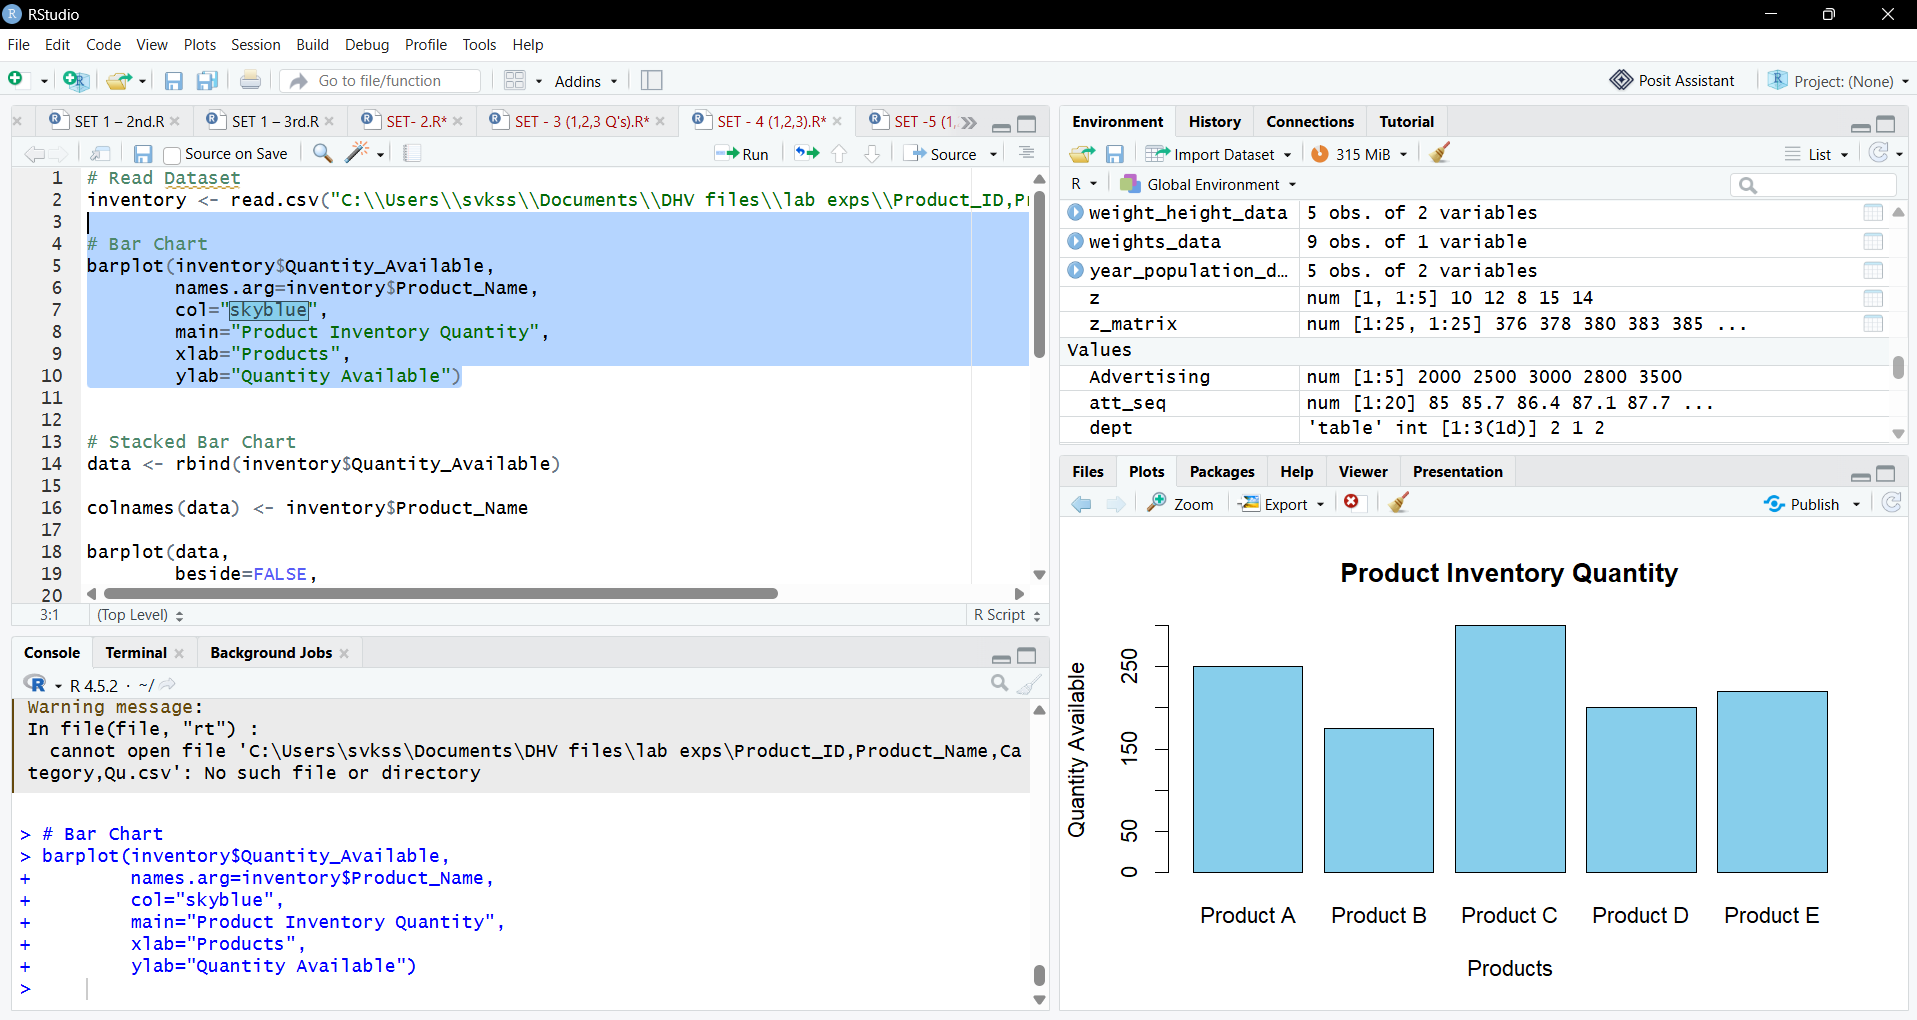 RStudio
File Edit Code View Plots Session Build Debug Profile Tools Help
Go to file/function Addins Posit Assistant Project: (None)
SET 1 – 2nd.R SET 1 – 3rd.R SET- 2.R* SET - 3 (1,2,3 Q's).R* SET - 4 (1,2,3).R* SET -5 (1,
Source on Save Run Source
1 # Read Dataset
2 inventory <- read.csv("C:\\Users\\svkss\\Documents\\DHV files\\lab exps\\Product_ID,P
3
4 # Bar Chart
5 barplot(inventory$Quantity_Available,
6 names.arg=inventory$Product_Name,
7 col="skyblue",
8 main="Product Inventory Quantity",
9 xlab="Products",
10 ylab="Quantity Available")
11
12
13 # Stacked Bar Chart
14 data <- rbind(inventory$Quantity_Available)
15
16 colnames(data) <- inventory$Product_Name
17
18 barplot(data,
19 beside=FALSE,
20
3:1 (Top Level) R Script
Console Terminal Background Jobs
R 4.5.2 · ~/
Warning message:
In file(file, "rt") :
cannot open file 'C:\Users\svkss\Documents\DHV files\lab exps\Product_ID,Product_Name,Ca
tegory,Qu.csv': No such file or directory
> # Bar Chart
> barplot(inventory$Quantity_Available,
+ names.arg=inventory$Product_Name,
+ col="skyblue",
+ main="Product Inventory Quantity",
+ xlab="Products",
+ ylab="Quantity Available")
>
Environment History Connections Tutorial
Import Dataset 315 MiB List
R Global Environment
weight_height_data 5 obs. of 2 variables
weights_data 9 obs. of 1 variable
year_population_d... 5 obs. of 2 variables
z num [1, 1:5] 10 12 8 15 14
z_matrix num [1:25, 1:25] 376 378 380 383 385 ...
Values
Advertising num [1:5] 2000 2500 3000 2800 3500
att_seq num [1:20] 85 85.7 86.4 87.1 87.7 ...
dept 'table' int [1:3(1d)] 2 1 2
Files Plots Packages Help Viewer Presentation
Zoom Export Publish
Product Inventory Quantity
Quantity Available
250
150
50
0
Product A Product B Product C Product D Product E
Products